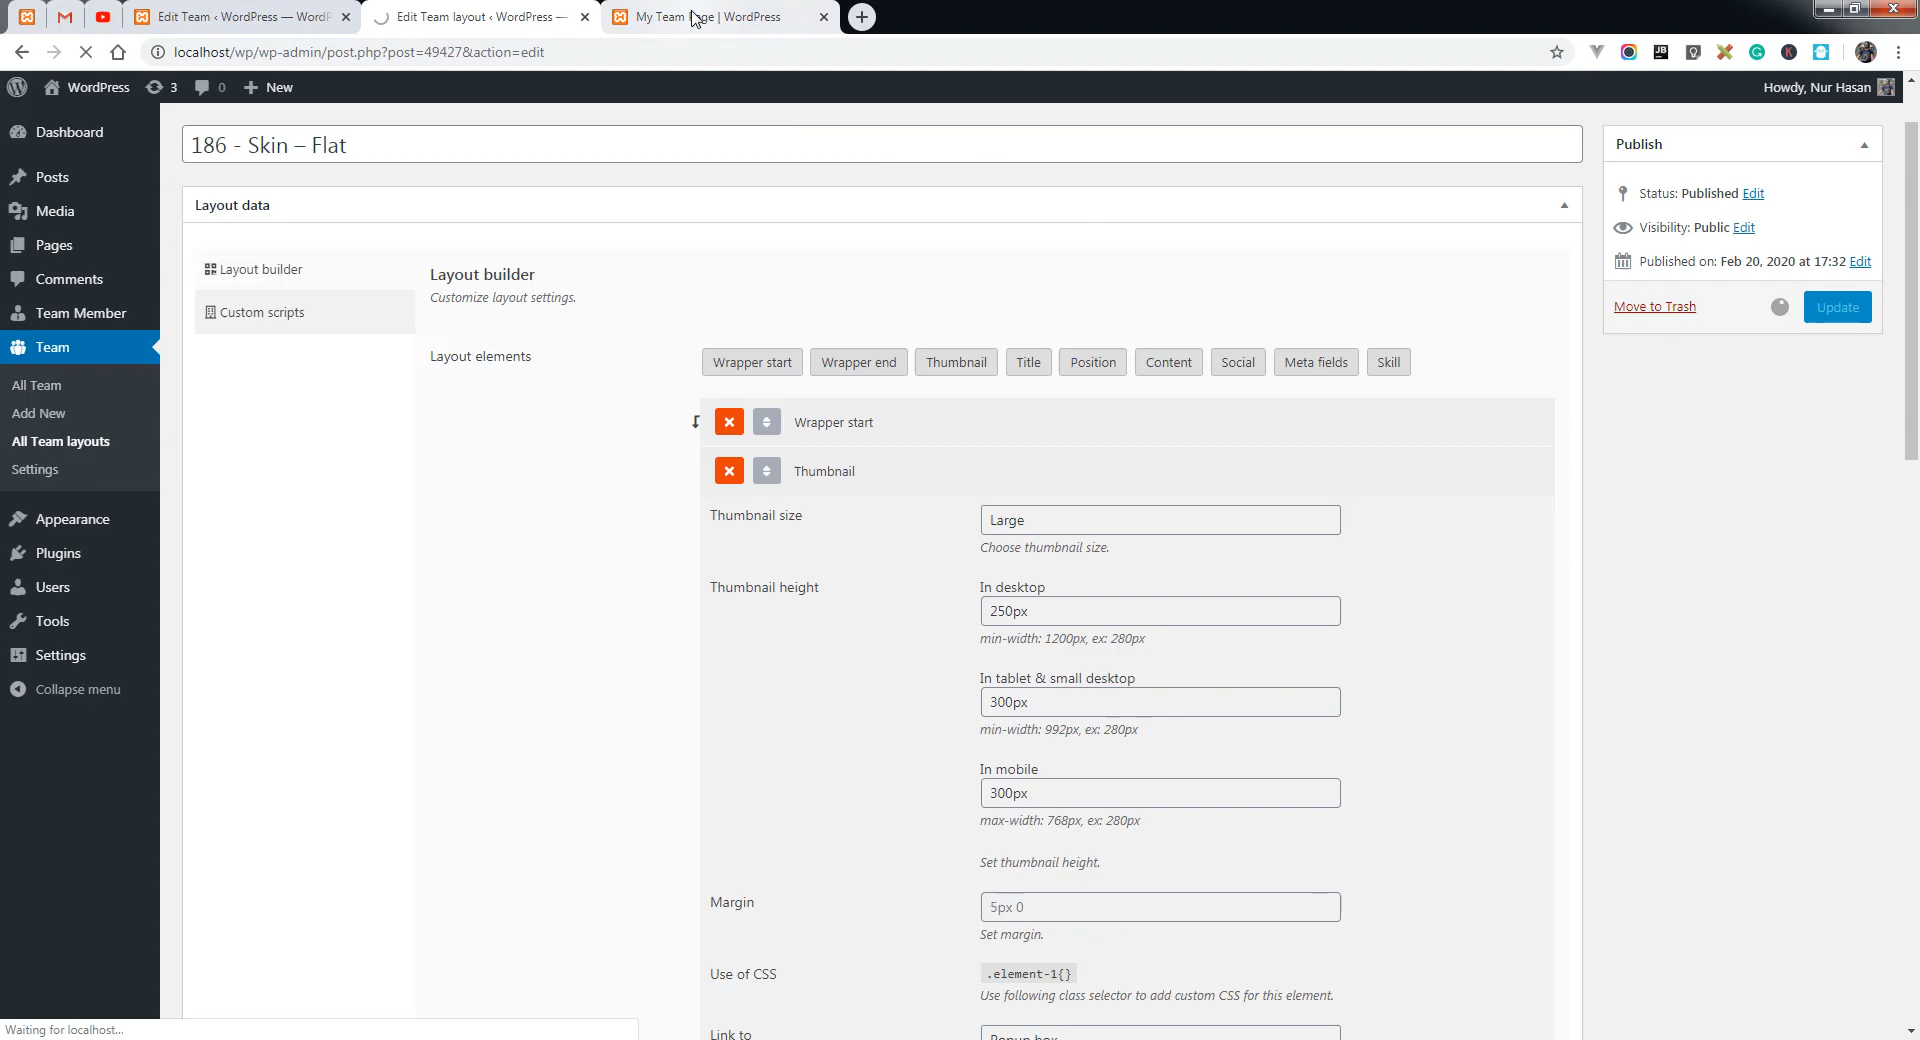 Edit Team ‹ WordPress — WordP
Edit Team layout ‹ WordPress —
My Team Page | WordPress
localhost/wp/wp-admin/post.php?post=49427&action=edit
WordPress
3
0
New
Howdy, Nur Hasan
Dashboard
Posts
Media
Pages
Comments
Team Member
Team
All Team
Add New
All Team layouts
Settings
Appearance
Plugins
Users
Tools
Settings
Collapse menu
186 - Skin – Flat
Layout data
Layout builder
Custom scripts
Layout builder
Customize layout settings.
Layout elements
Wrapper start
Wrapper end
Thumbnail
Title
Position
Content
Social
Meta fields
Skill
Wrapper start
Thumbnail
Thumbnail size
Large
Choose thumbnail size.
Thumbnail height
In desktop
250px
min-width: 1200px, ex: 280px
In tablet & small desktop
300px
min-width: 992px, ex: 280px
In mobile
300px
max-width: 768px, ex: 280px
Set thumbnail height.
Margin
5px 0
Set margin.
Use of CSS
.element-1{}
Use following class selector to add custom CSS for this element.
Link to
Popup box
Publish
Status: Published Edit
Visibility: Public Edit
Published on: Feb 20, 2020 at 17:32 Edit
Move to Trash
Update
Waiting for localhost...